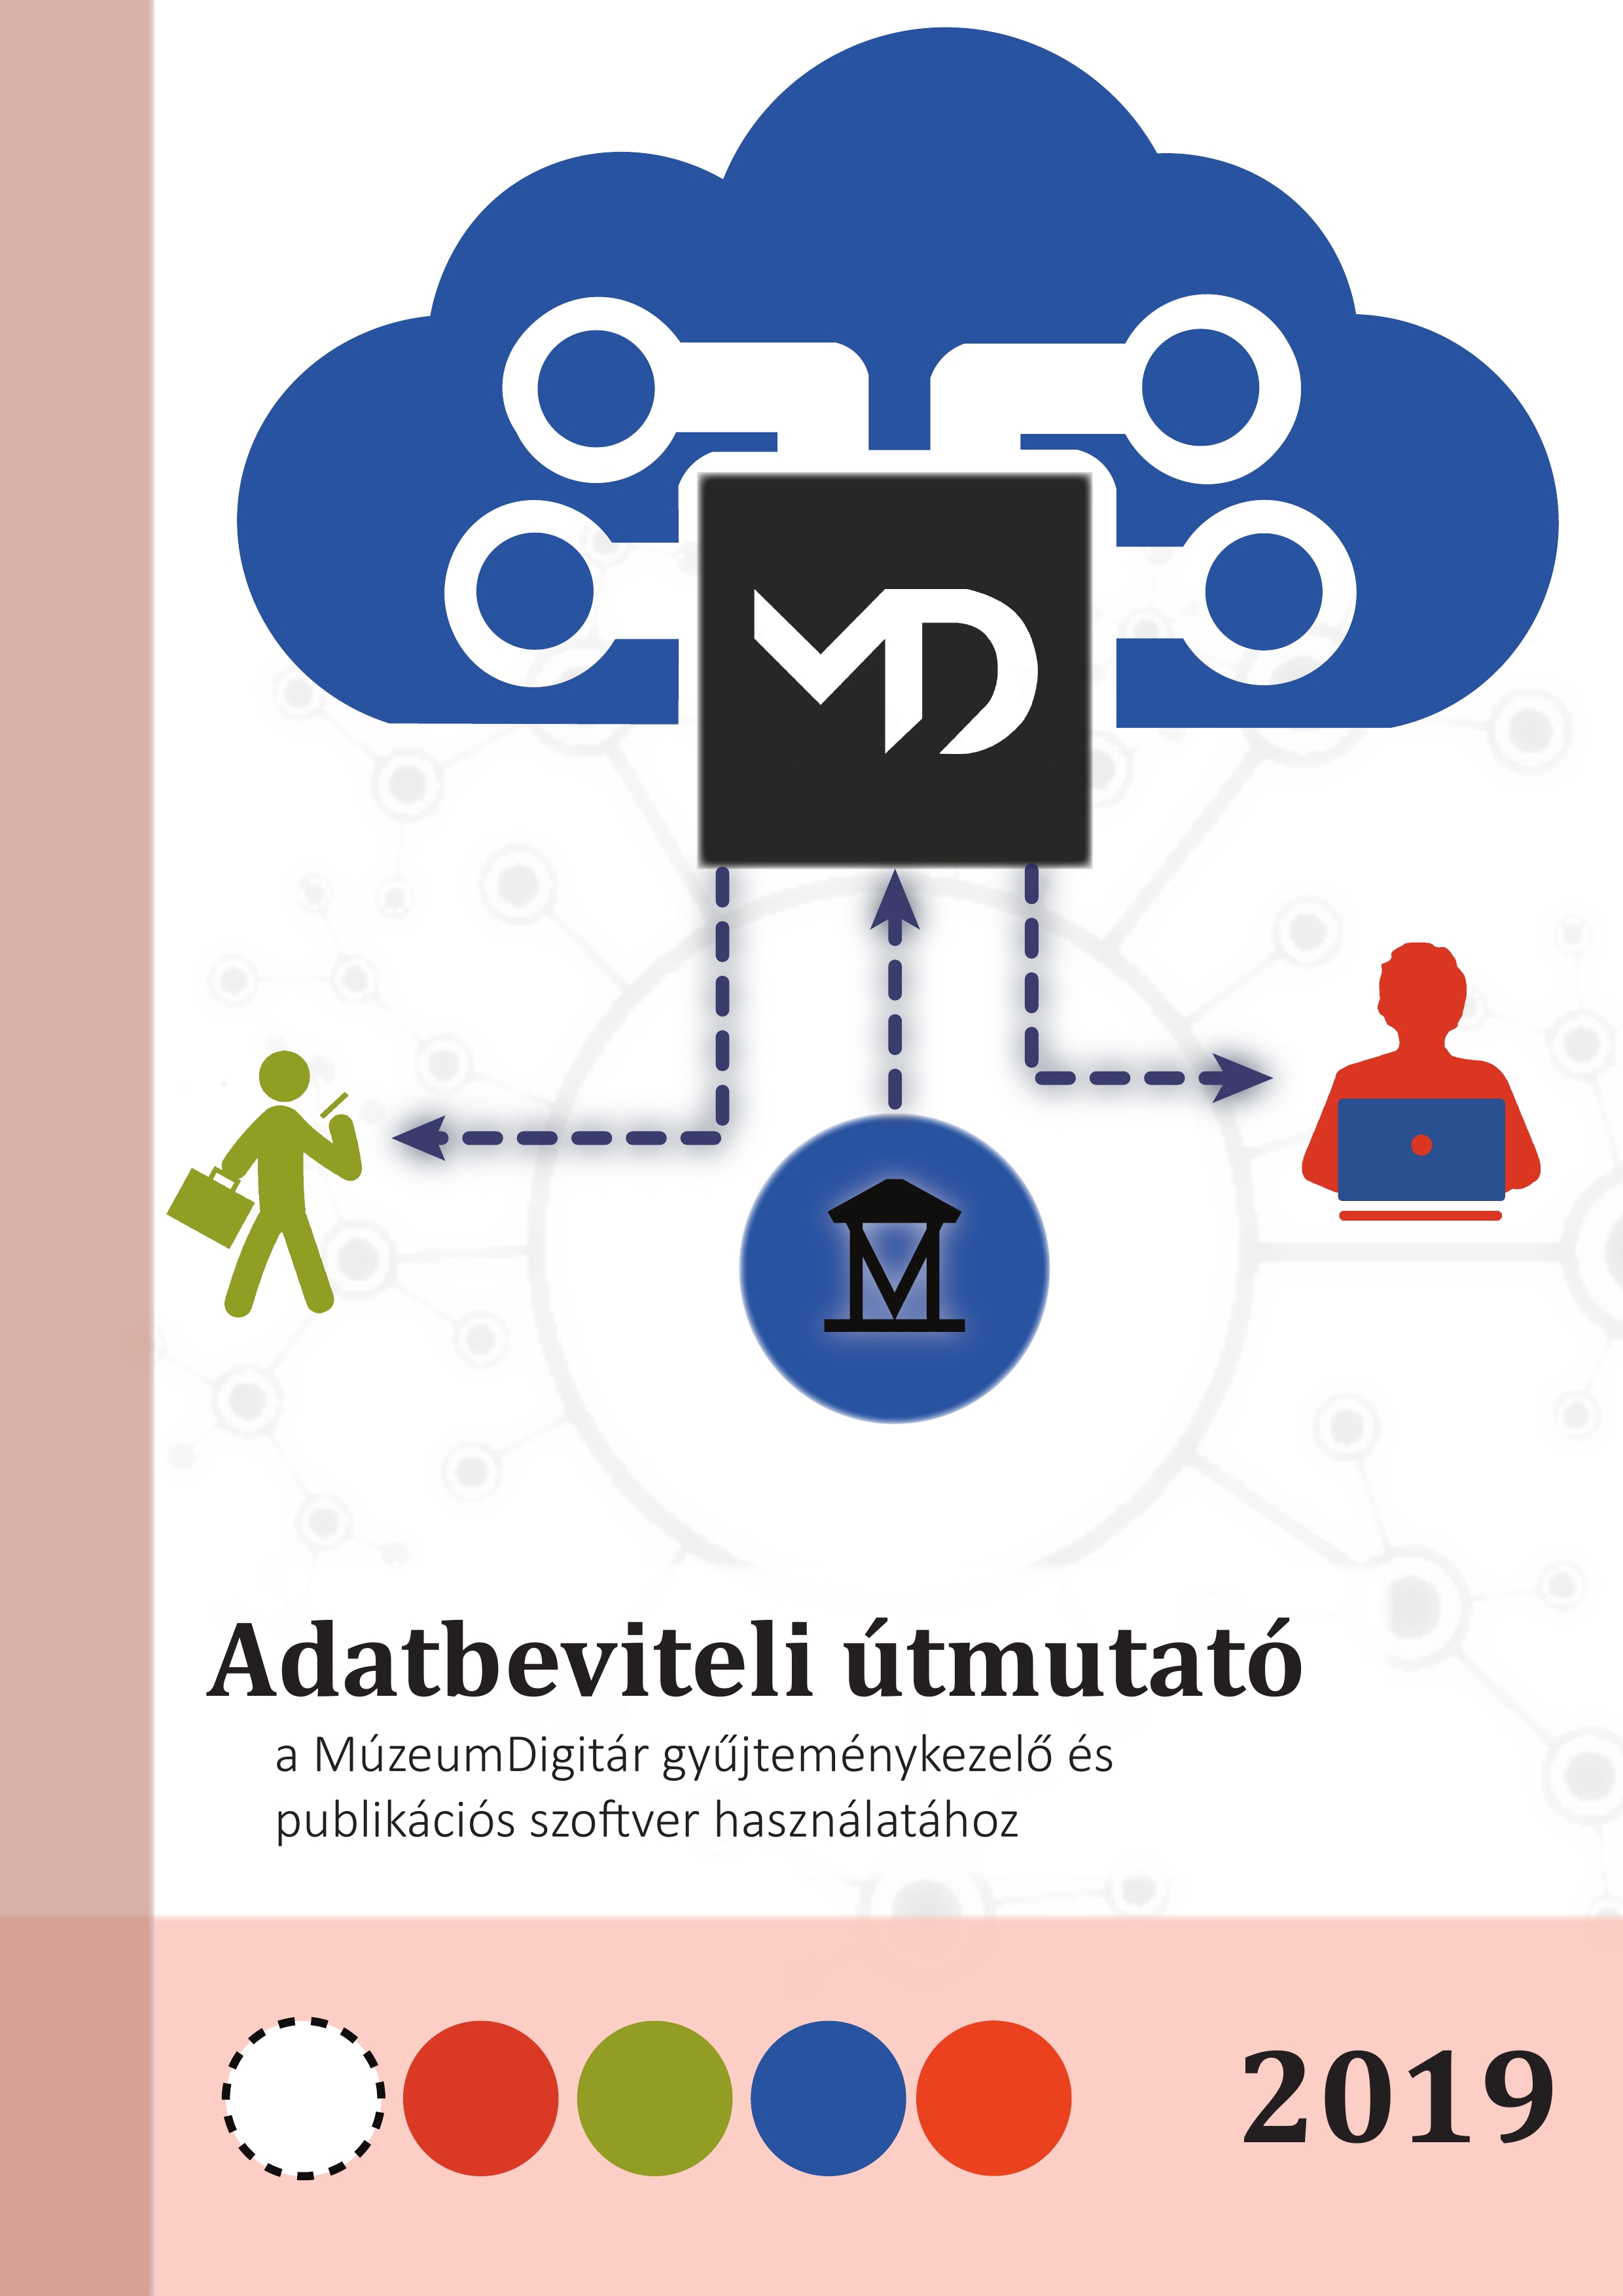 MD
M
Adatbeviteli útmutató
a MúzeumDigitár gyűjteménykezelő és
publikációs szoftver használatához
2019